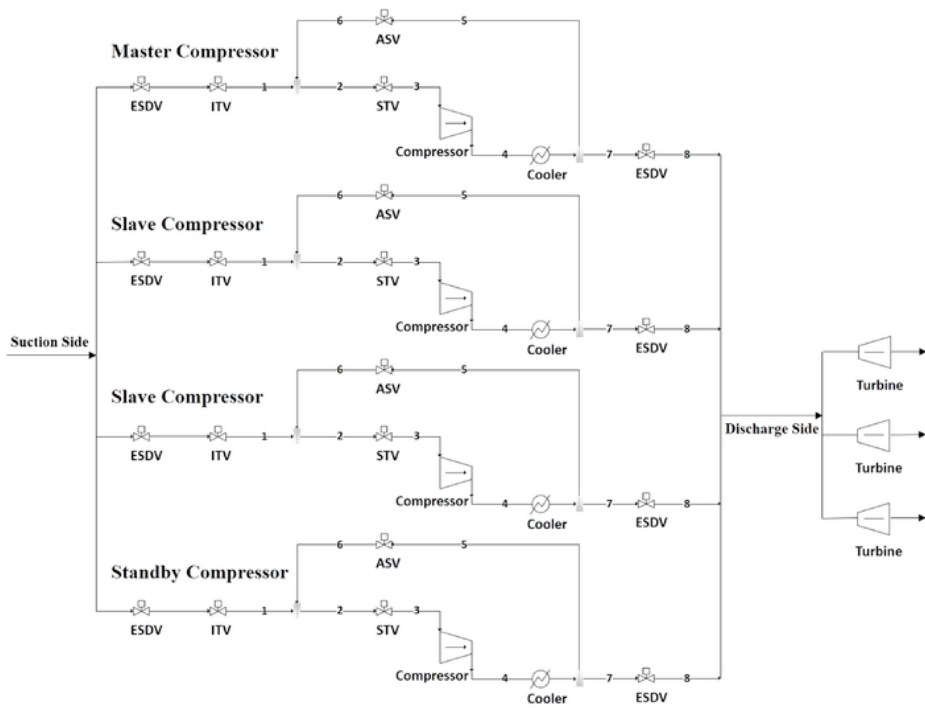 6
5
ASV
Master Compressor
1
2
3
ESDV
ITV
STV
Compressor
4
7
8
Cooler
ESDV
6
5
ASV
Slave Compressor
1
2
3
ESDV
ITV
STV
Compressor
4
7
8
Cooler
ESDV
Suction Side
6
5
ASV
Slave Compressor
1
2
3
ESDV
ITV
STV
Compressor
4
7
8
Cooler
ESDV
6
5
ASV
Standby Compressor
1
2
3
ESDV
ITV
STV
Compressor
4
7
8
Cooler
ESDV
Discharge Side
Turbine
Turbine
Turbine